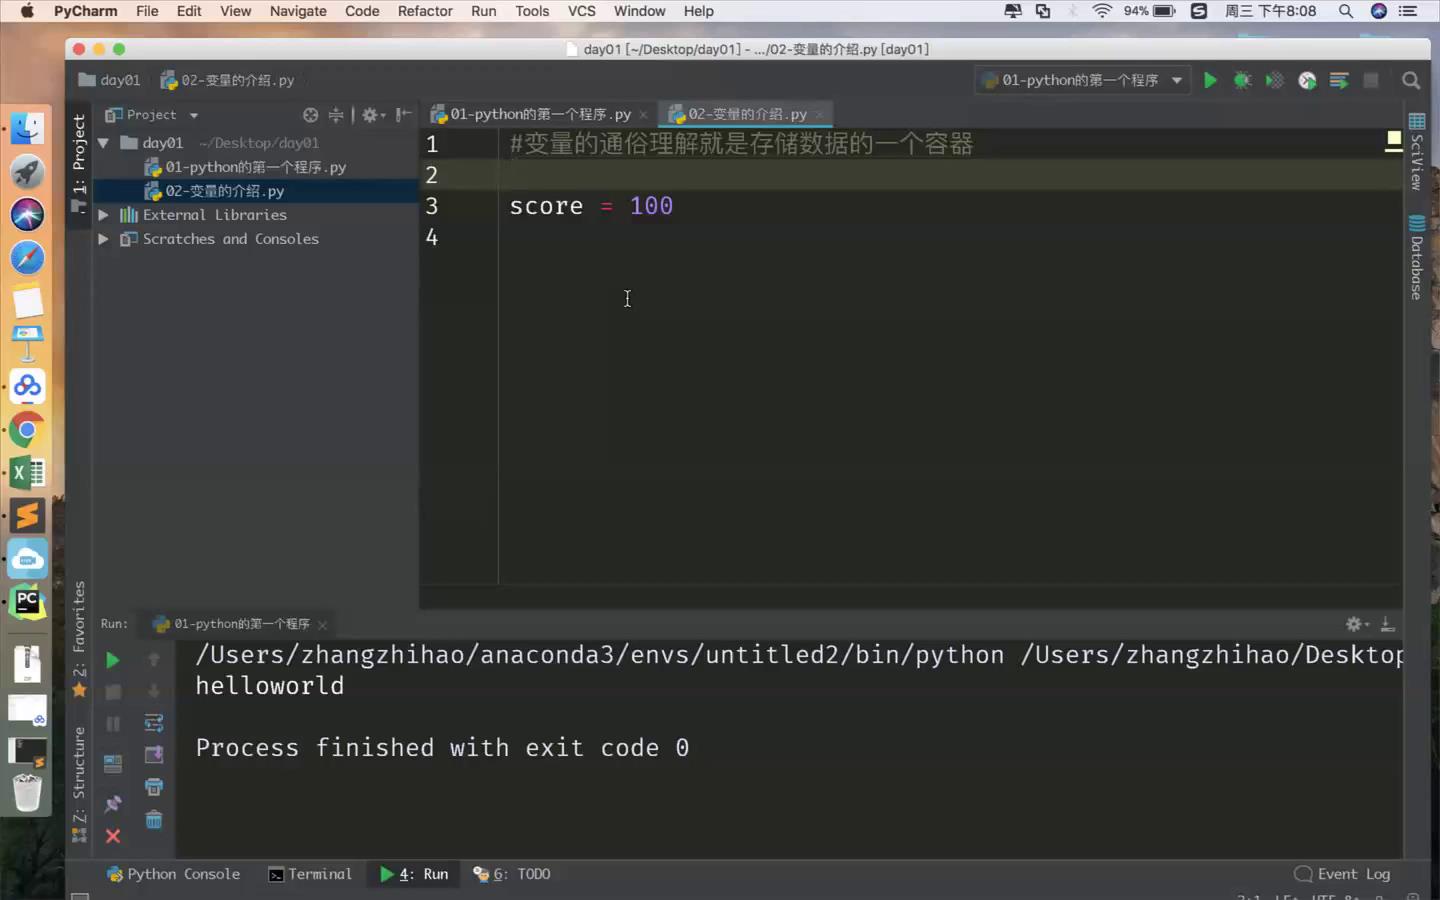 PyCharm File Edit View Navigate Code Refactor Run Tools VCS Window Help 94% 周三下午8:08
day01 [~/Desktop/day01] - .../02-变量的介绍.py [day01]
day01 02-变量的介绍.py 01-python的第一个程序
Project 01-python的第一个程序.py 02-变量的介绍.py
1: Project
day01 ~/Desktop/day01
01-python的第一个程序.py
02-变量的介绍.py
External Libraries
Scratches and Consoles
1 #变量的通俗理解就是存储数据的一个容器
2
3 score = 100
4
SciView
Database
2: Favorites
Z: Structure
Run: 01-python的第一个程序
/Users/zhangzhihao/anaconda3/envs/untitled2/bin/python /Users/zhangzhihao/Desktop
helloworld
Process finished with exit code 0
Python Console Terminal 4: Run 6: TODO Event Log
PC